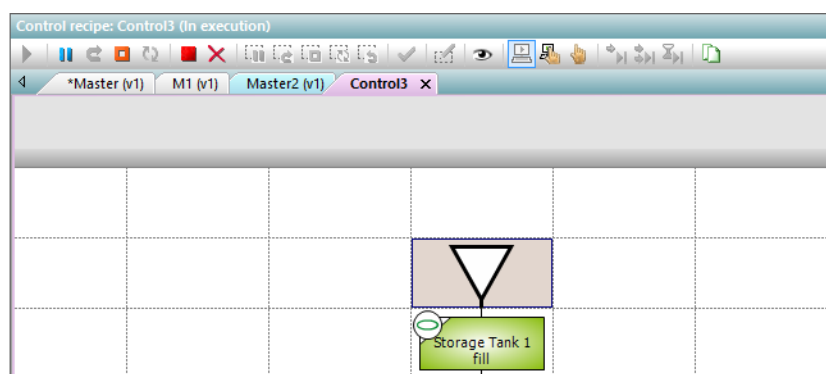 Control recipe: Control3 (In execution)
*Master (v1) M1 (v1) Master2 (v1) Control3
Storage Tank 1
fill